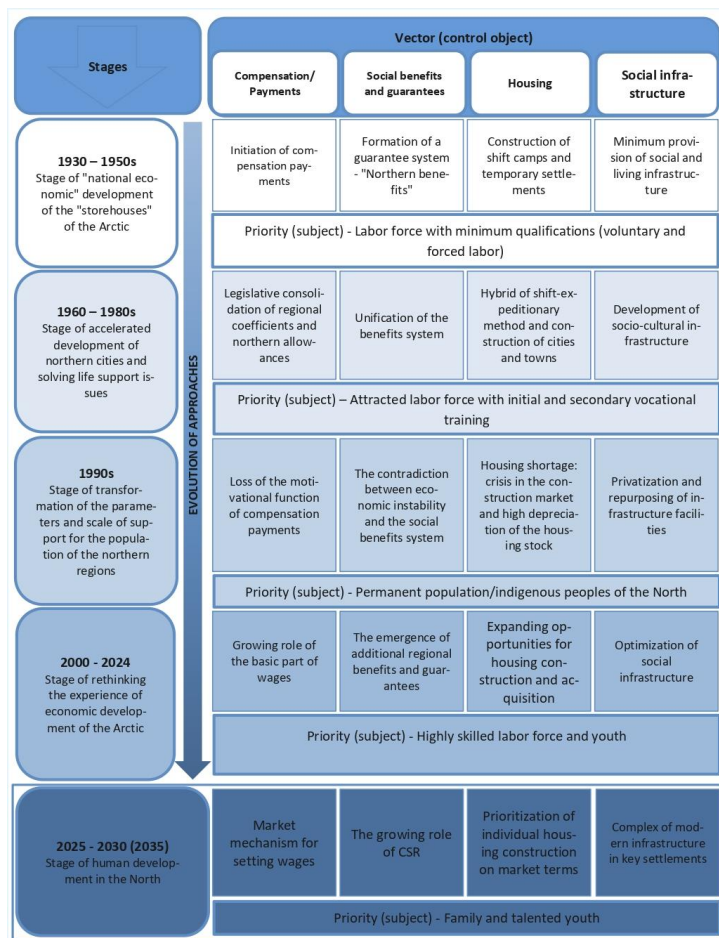 Stages
Vector (control object)
Compensation/
Payments
Social benefits
and guarantees
Housing
Social infra-
structure
EVOLUTION OF APPROACHES
1930 – 1950s
Stage of "national eco-
nomic" development
of the "storehouses"
of the Arctic
Initiation of com-
pensation pay-
ments
Formation of a
guarantee system
- "Northern bene-
fits"
Construction of
shift camps and
temporary settle-
ments
Minimum provi-
sion of social and
living infrastruc-
ture
Priority (subject) - Labor force with minimum qualifications (voluntary and
forced labor)
1960 – 1980s
Stage of accelerated
development of
northern cities and
solving life support is-
sues
Legislative consoli-
dation of regional
coefficients and
northern allow-
ances
Unification of the
benefits system
Hybrid of shift-ex-
peditionary
method and con-
struction of cities
and towns
Development of
socio-cultural in-
frastructure
Priority (subject) – Attracted labor force with initial and secondary vocational
training
1990s
Stage of transfor-
mation of the parame-
ters and scale of sup-
port for the popula-
tion of the northern
regions
Loss of the moti-
vational function
of compensation
payments
The contradiction
between eco-
nomic instability
and the social
benefits system
Housing shortage:
crisis in the con-
struction market
and high deprecia-
tion of the hous-
ing stock
Privatization and
repurposing of in-
frastructure facili-
ties
Priority (subject) - Permanent population/indigenous peoples of the North
2000 - 2024
Stage of rethinking
the experience of
economic develop-
ment of the Arctic
Growing role of
the basic part of
wages
The emergence of
additional regional
benefits and guar-
antees
Expanding op-
portunities for
housing con-
struction and ac-
quisition
Optimization of
social
infrastructure
Priority (subject) - Highly skilled labor force and youth
2025 - 2030 (2035)
Stage of human develop-
ment in the North
Market
mechanism for
setting wages
The growing role
of CSR
Prioritization of
individual hous-
ing construction
on market terms
Complex of mod-
ern infrastructure
in key settlements
Priority (subject) - Family and talented youth